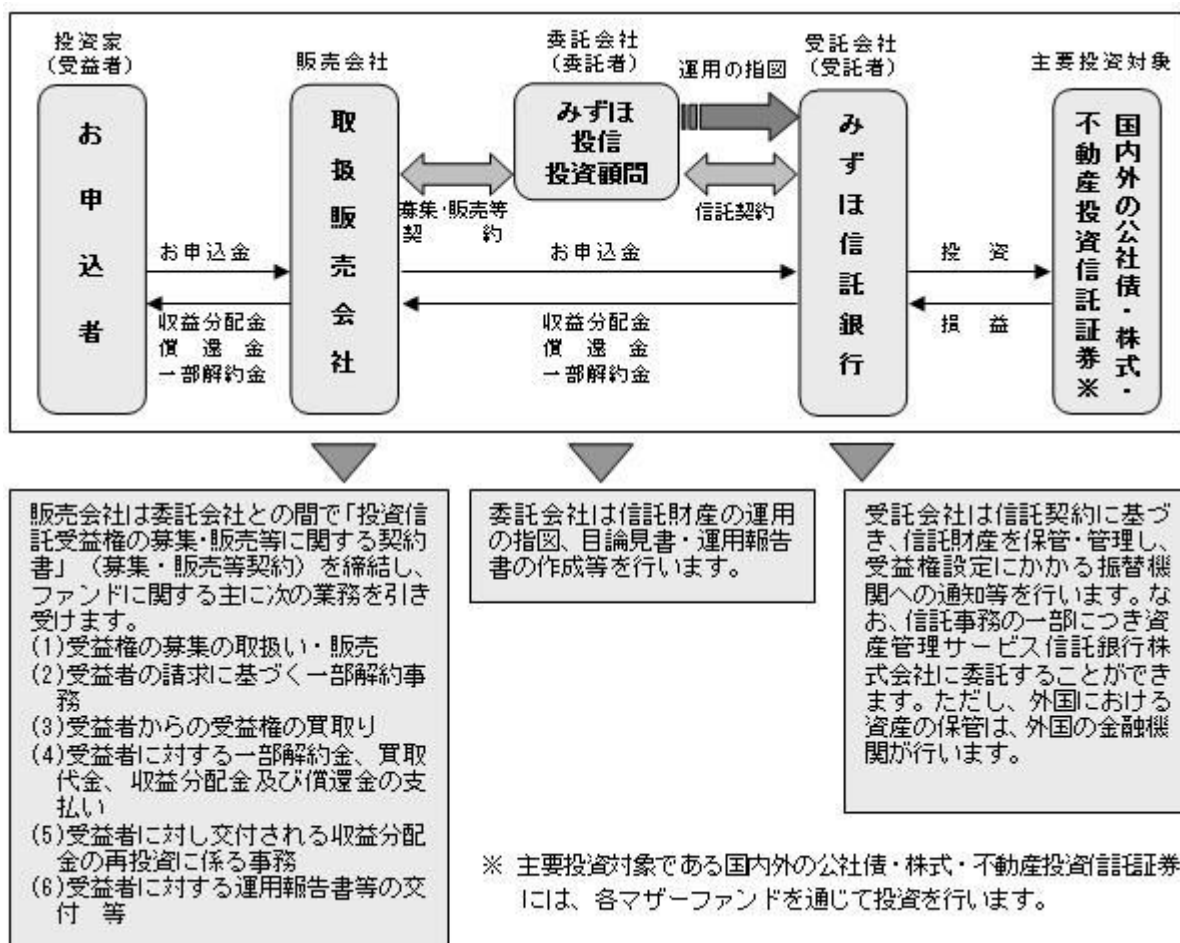 投資家
(受益者)
お申込者
販売会社
取扱販売会社
委託会社
(委託者)
みずほ
投信
投資顧問
運用の指図
受託会社
(受託者)
みずほ信託銀行
主要投資対象
国内外の公社債・株式・
不動産投資信託証券※
募集・販売等
契 約
信託契約
お申込金
収益分配金
償 還 金
一部解約金
お申込金
収益分配金
償 還 金
一部解約金
投 資
損 益
販売会社は委託会社との間で「投資信
託受益権の募集・販売等に関する契約
書」(募集・販売等契約)を締結し、
ファンドに関する主に次の業務を引き
受けます。
(1)受益権の募集の取扱い・販売
(2)受益者の請求に基づく一部解約事
務
(3)受益者からの受益権の買取り
(4)受益者に対する一部解約金、買取
代金、収益分配金及び償還金の支
払い
(5)受益者に対し交付される収益分配
金の再投資に係る事務
(6)受益者に対する運用報告書等の交
付 等
委託会社は信託財産の運用
の指図、目論見書・運用報告
書の作成等を行います。
受託会社は信託契約に基づ
き、信託財産を保管・管理し、
受益権設定にかかる振替機
関への通知等を行います。な
お、信託事務の一部につき資
産管理サービス信託銀行株
式会社に委託することができ
ます。ただし、外国における
資産の保管は、外国の金融機
関が行います。
※ 主要投資対象である国内外の公社債・株式・不動産投資信託証券
には、各マザーファンドを通じて投資を行います。